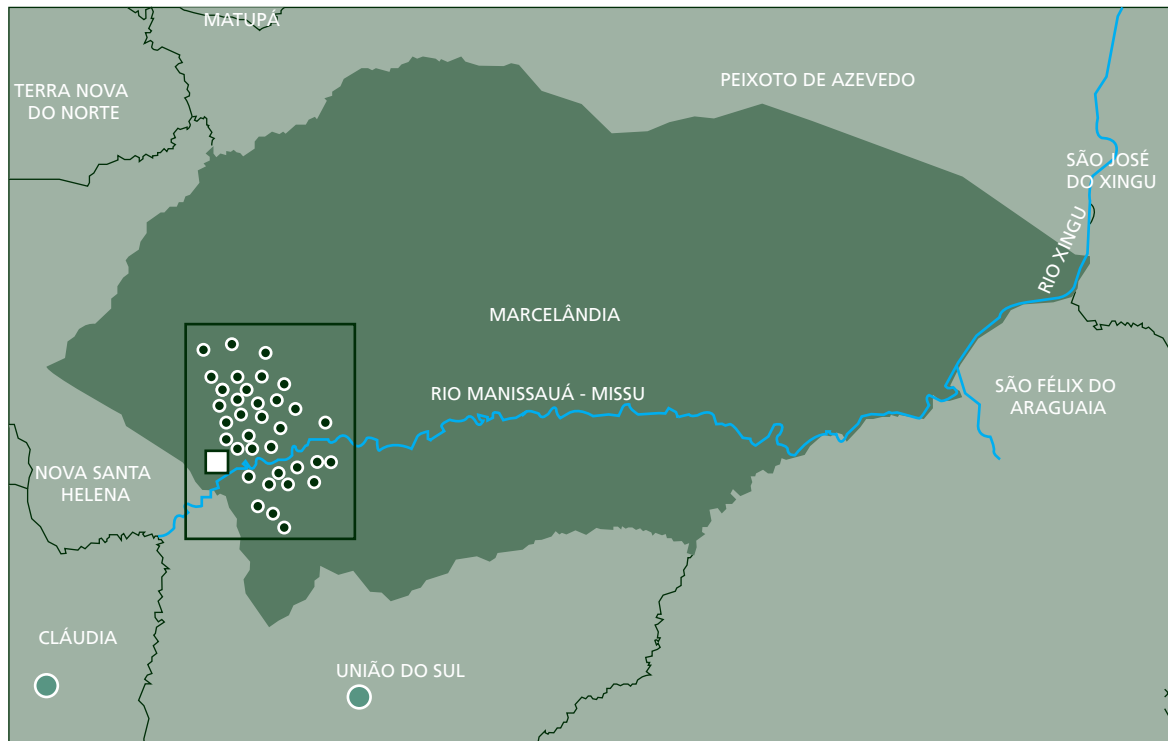 MATUPÁ
PEIXOTO DE AZEVEDO
TERRA NOVA
DO NORTE
SÃO JOSÉ
DO XINGU
RIO XINGU
MARCELÂNDIA
RIO MANISSAUÁ - MISSU
SÃO FÉLIX DO
ARAGUAIA
NOVA SANTA
HELENA
CLÁUDIA
UNIÃO DO SUL